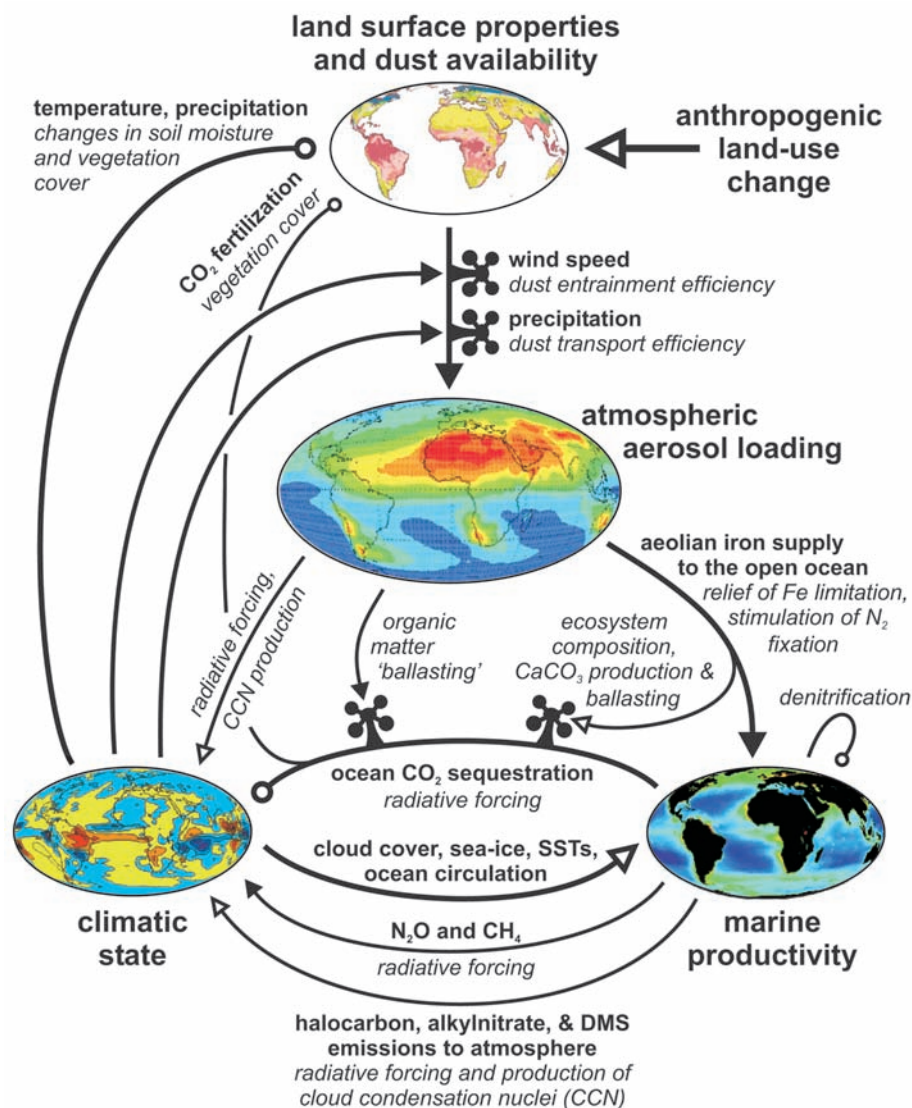 land surface properties
and dust availability
temperature, precipitation
changes in soil moisture
and vegetation
cover
anthropogenic
land-use
change
CO₂ fertilization
vegetation cover
wind speed
dust entrainment efficiency
precipitation
dust transport efficiency
atmospheric
aerosol loading
aeolian iron supply
to the open ocean
relief of Fe limitation,
stimulation of N₂
fixation
radiative forcing,
CCN production
organic
matter
‘ballasting’
ecosystem
composition,
CaCO₃ production &
ballasting
denitrification
ocean CO₂ sequestration
radiative forcing
cloud cover, sea-ice, SSTs,
ocean circulation
climatic
state
marine
productivity
N₂O and CH₄
radiative forcing
halocarbon, alkylnitrate, & DMS
emissions to atmosphere
radiative forcing and production of
cloud condensation nuclei (CCN)